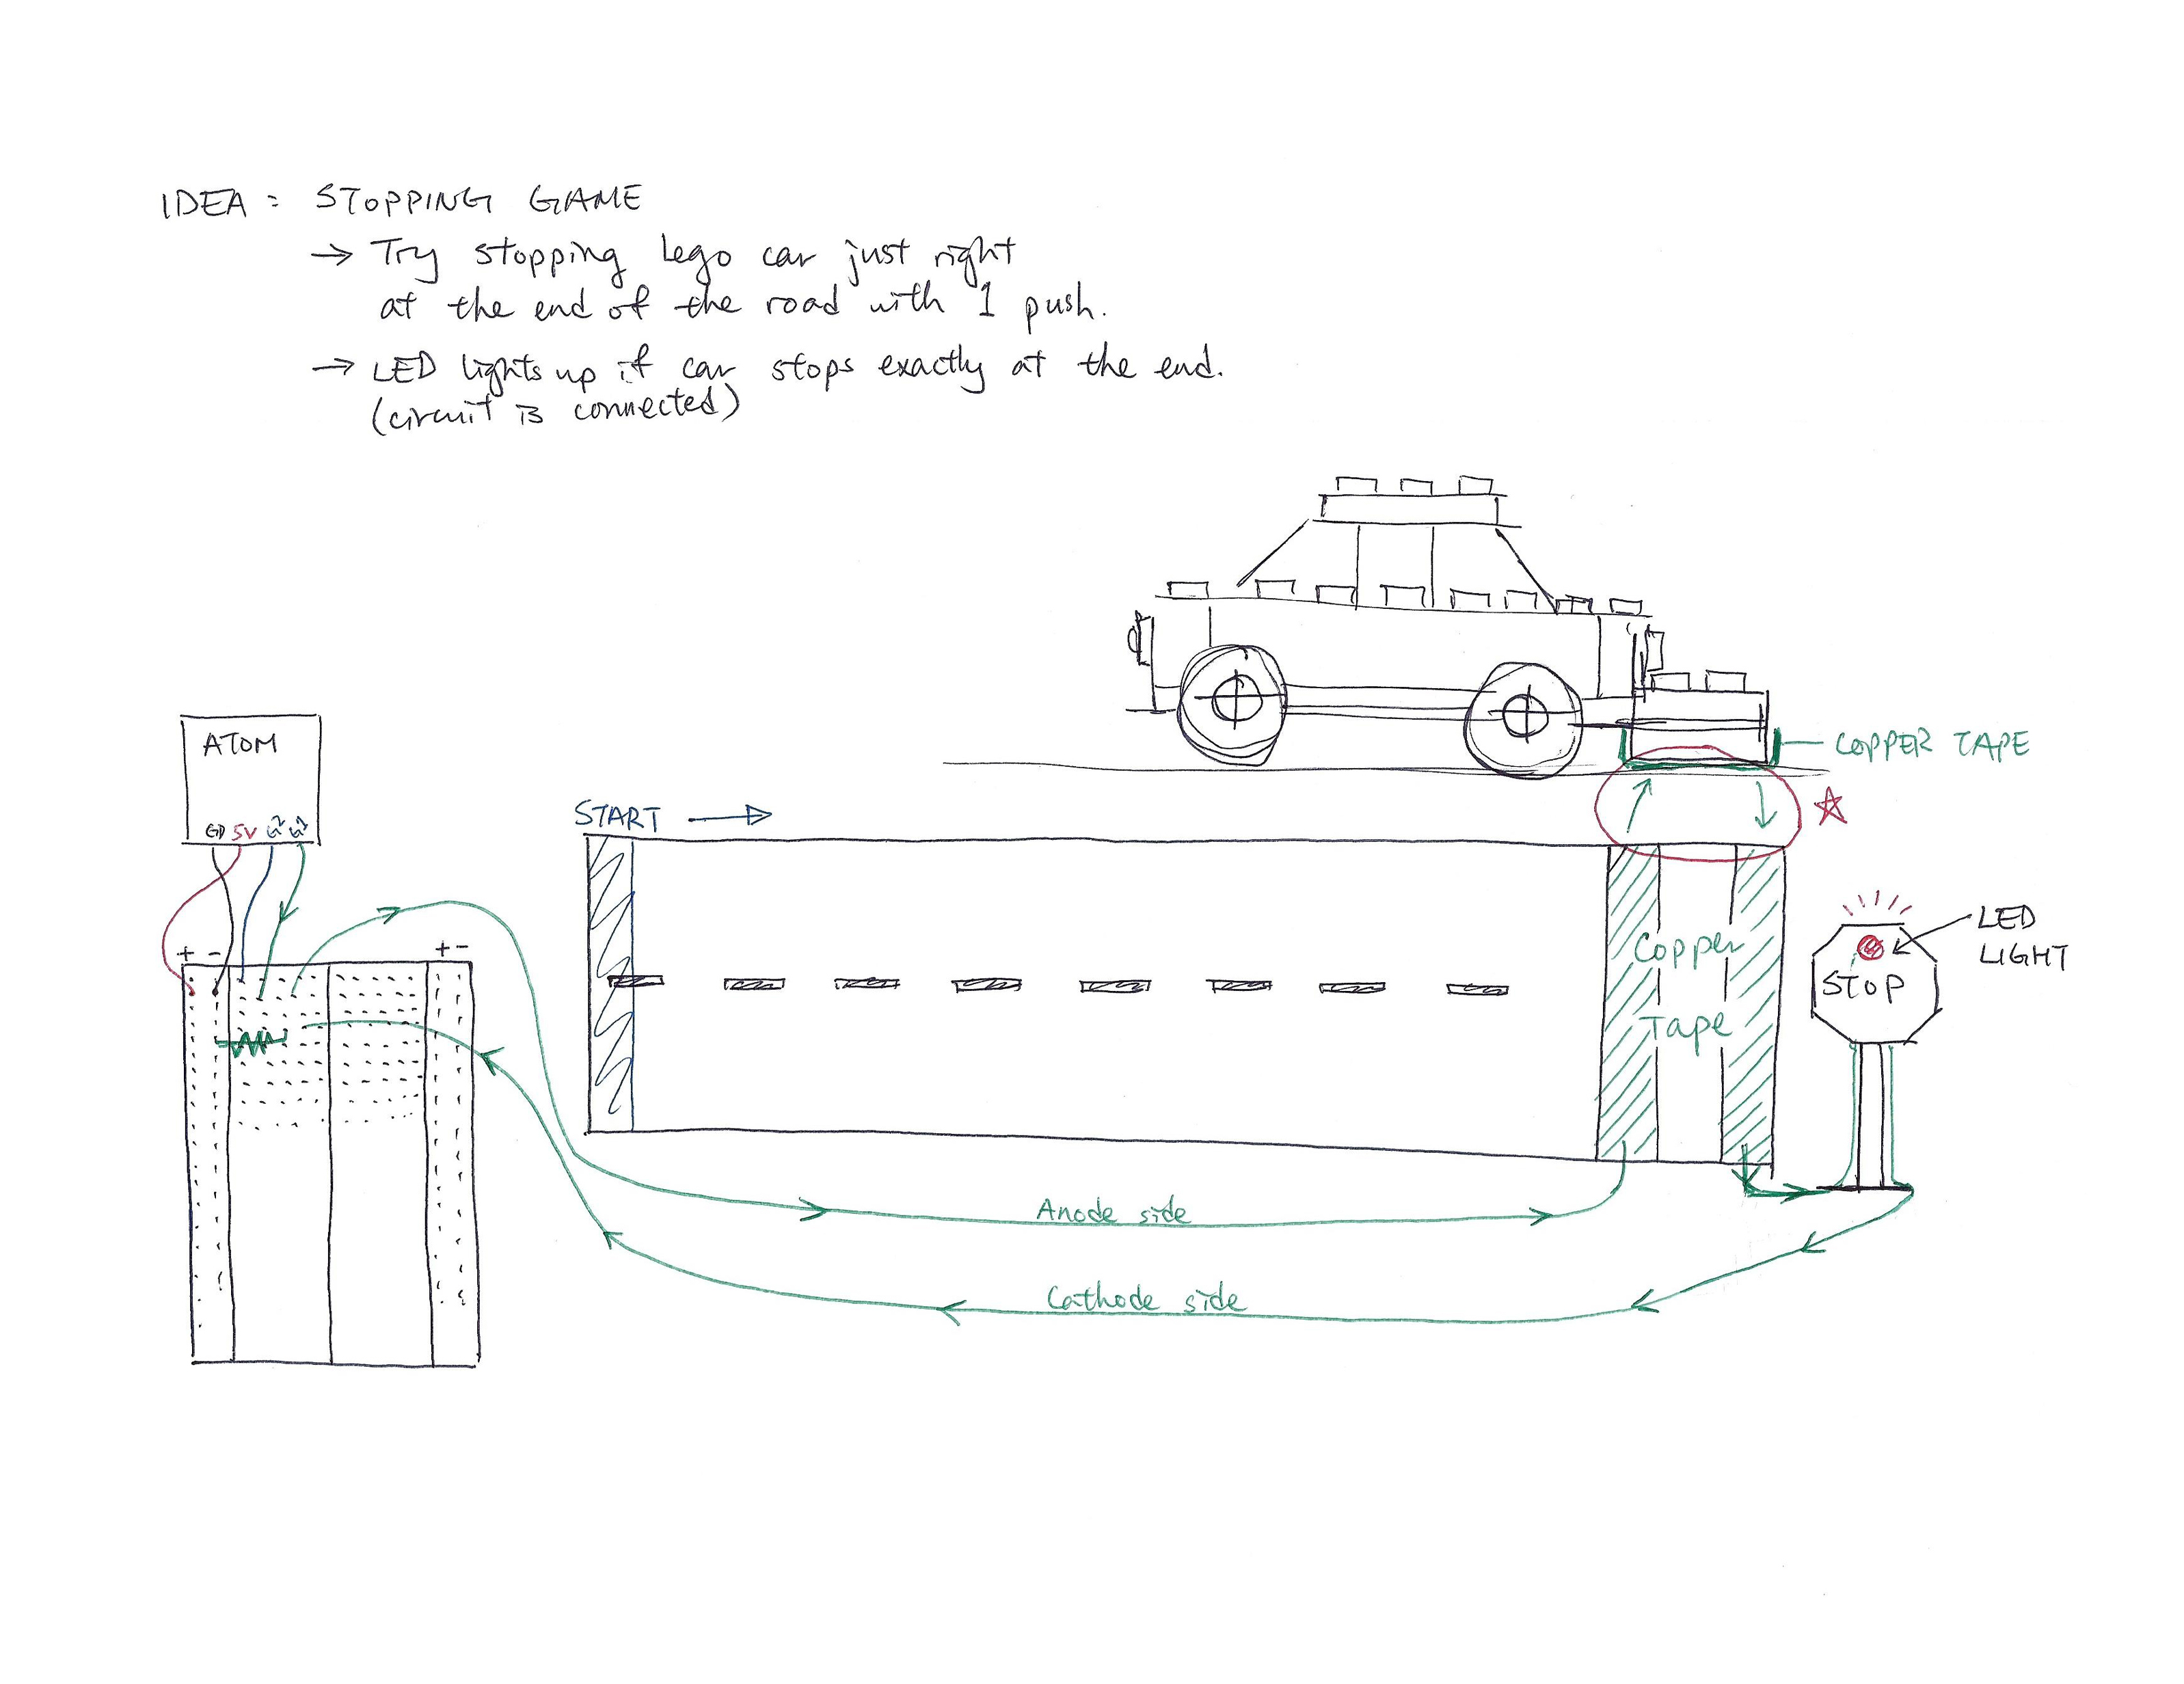 IDEA : STOPPING GAME
→ Try stopping Lego car just right
at the end of the road with 1 push.
→ LED lights up if car stops exactly at the end.
(circuit is connected)
COPPER TAPE
ATOM
5V
START →
+ -
+ -
LED
LIGHT
STOP
Copper
Tape
Anode side
Cathode side